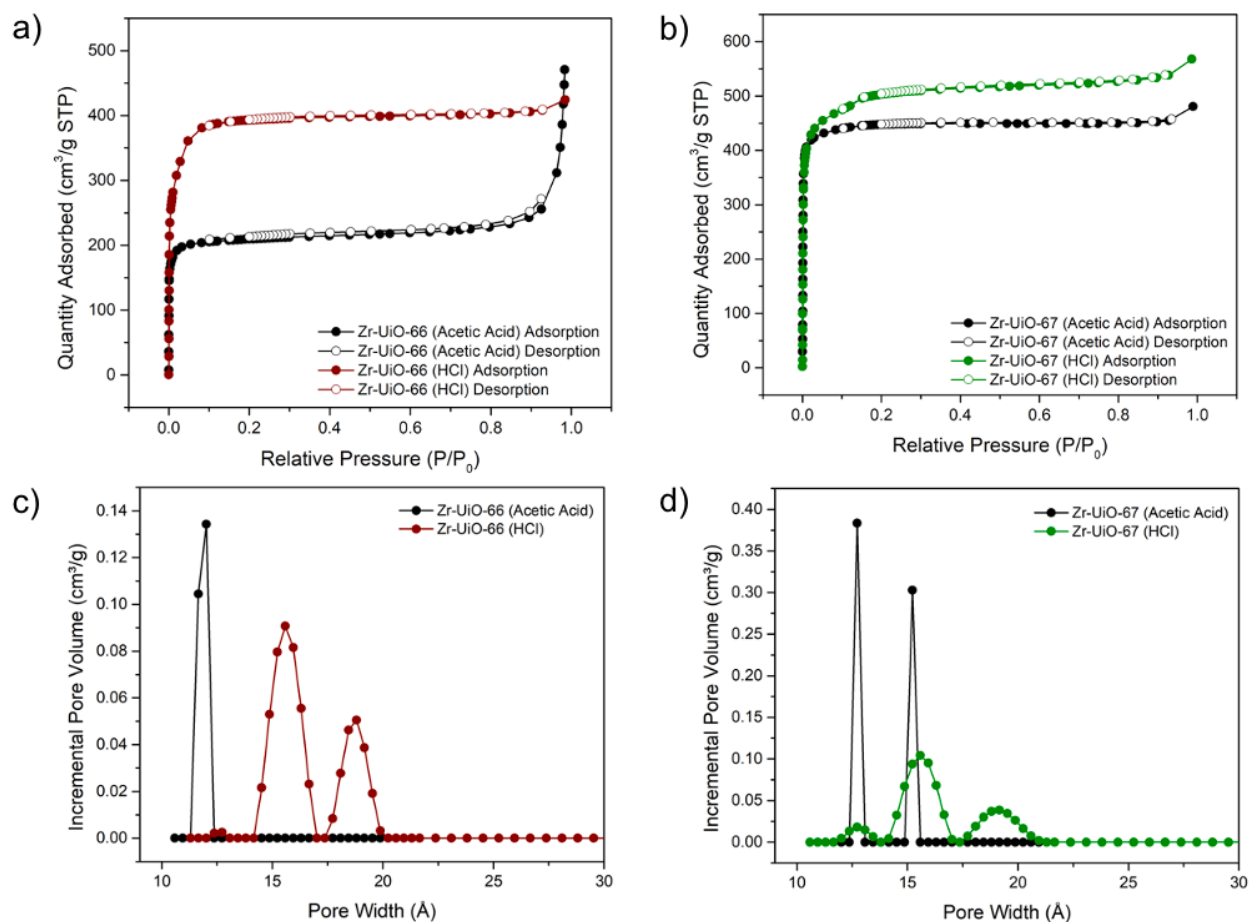 a)
Quantity Adsorbed (cm³/g STP)
500
400
300
200
100
0
Zr-UiO-66 (Acetic Acid) Adsorption
Zr-UiO-66 (Acetic Acid) Desorption
Zr-UiO-66 (HCl) Adsorption
Zr-UiO-66 (HCl) Desorption
0.0 0.2 0.4 0.6 0.8 1.0
Relative Pressure (P/P₀)
b)
Quantity Adsorbed (cm³/g STP)
600
500
400
300
200
100
0
Zr-UiO-67 (Acetic Acid) Adsorption
Zr-UiO-67 (Acetic Acid) Desorption
Zr-UiO-67 (HCl) Adsorption
Zr-UiO-67 (HCl) Desorption
0.0 0.2 0.4 0.6 0.8 1.0
Relative Pressure (P/P₀)
c)
Incremental Pore Volume (cm³/g)
0.14
0.12
0.10
0.08
0.06
0.04
0.02
0.00
Zr-UiO-66 (Acetic Acid)
Zr-UiO-66 (HCl)
10 15 20 25 30
Pore Width (Å)
d)
Incremental Pore Volume (cm³/g)
0.40
0.35
0.30
0.25
0.20
0.15
0.10
0.05
0.00
Zr-UiO-67 (Acetic Acid)
Zr-UiO-67 (HCl)
10 15 20 25 30
Pore Width (Å)